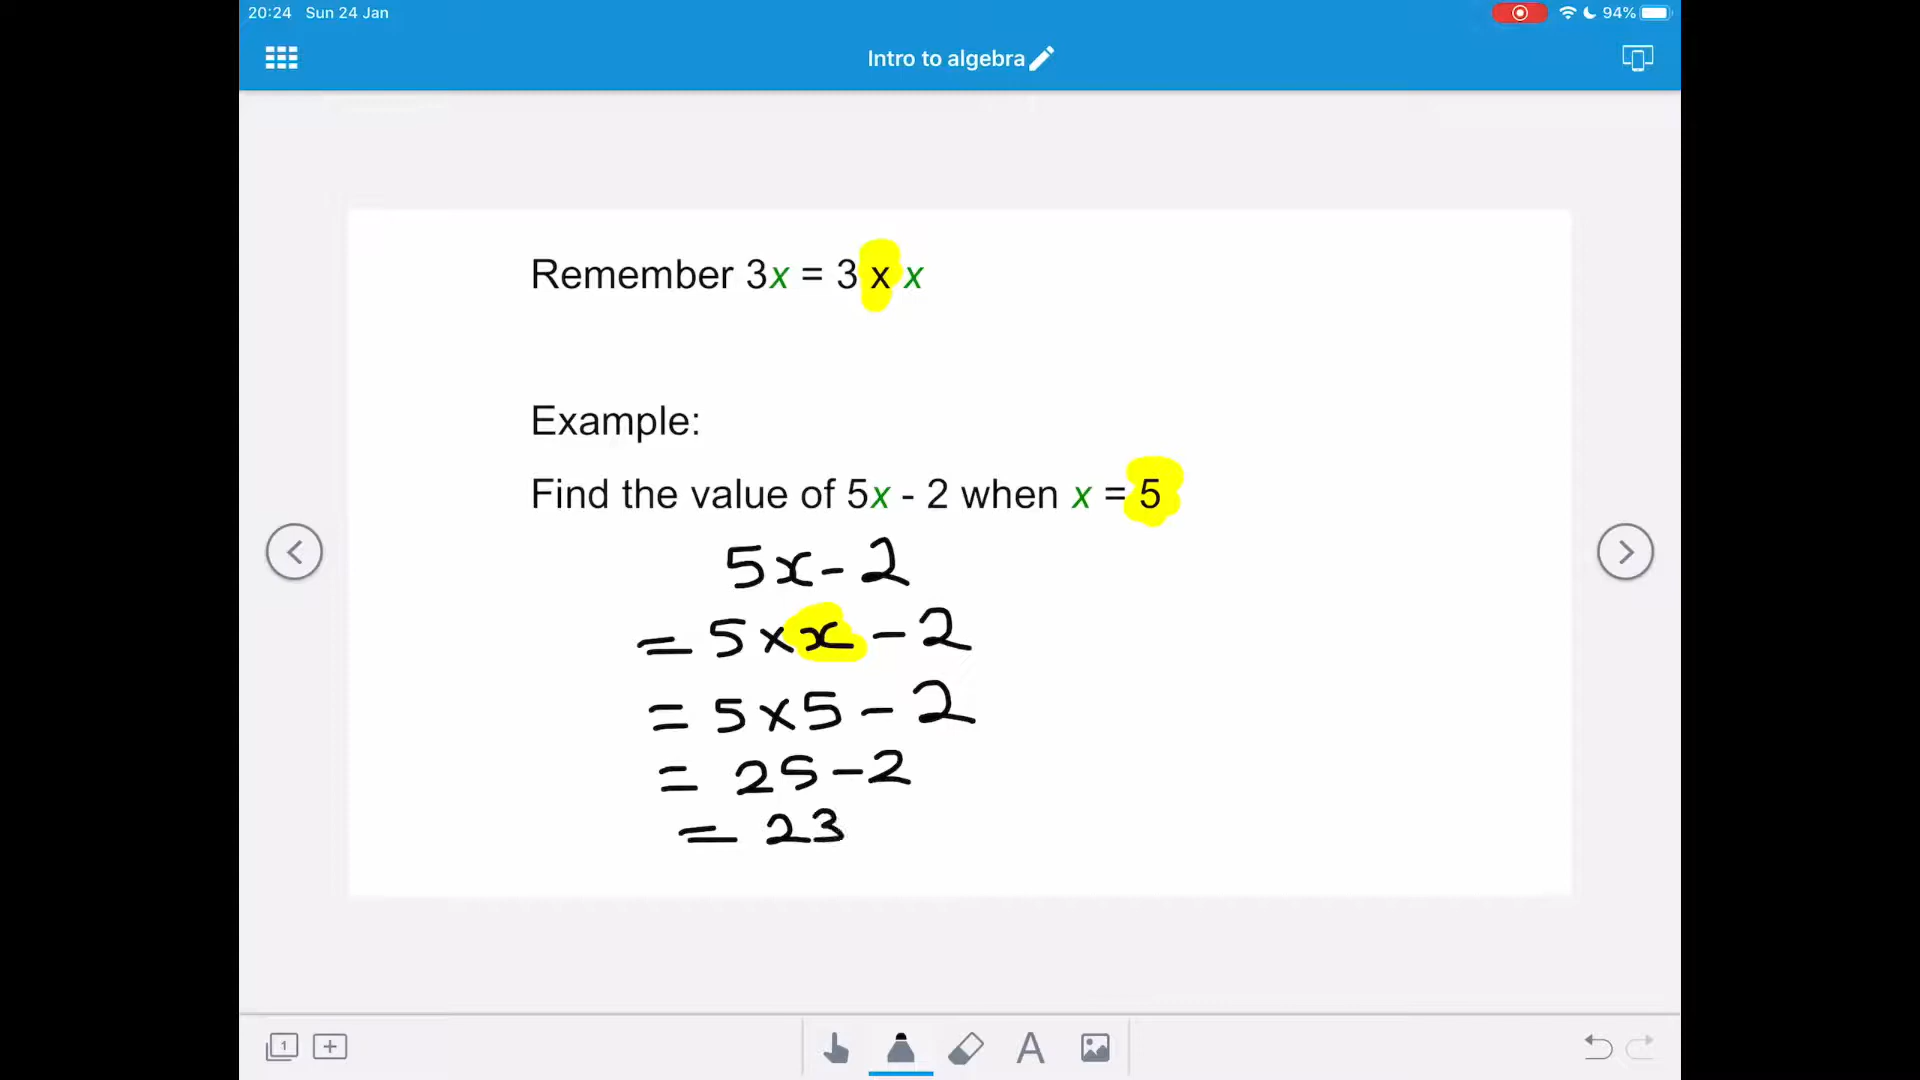 20:24 Sun 24 Jan 94%
Intro to algebra
Remember 3x = 3 x x
Example:
Find the value of 5x - 2 when x = 5
5x - 2
= 5 × x - 2
= 5 × 5 - 2
= 25 - 2
= 23
1
A